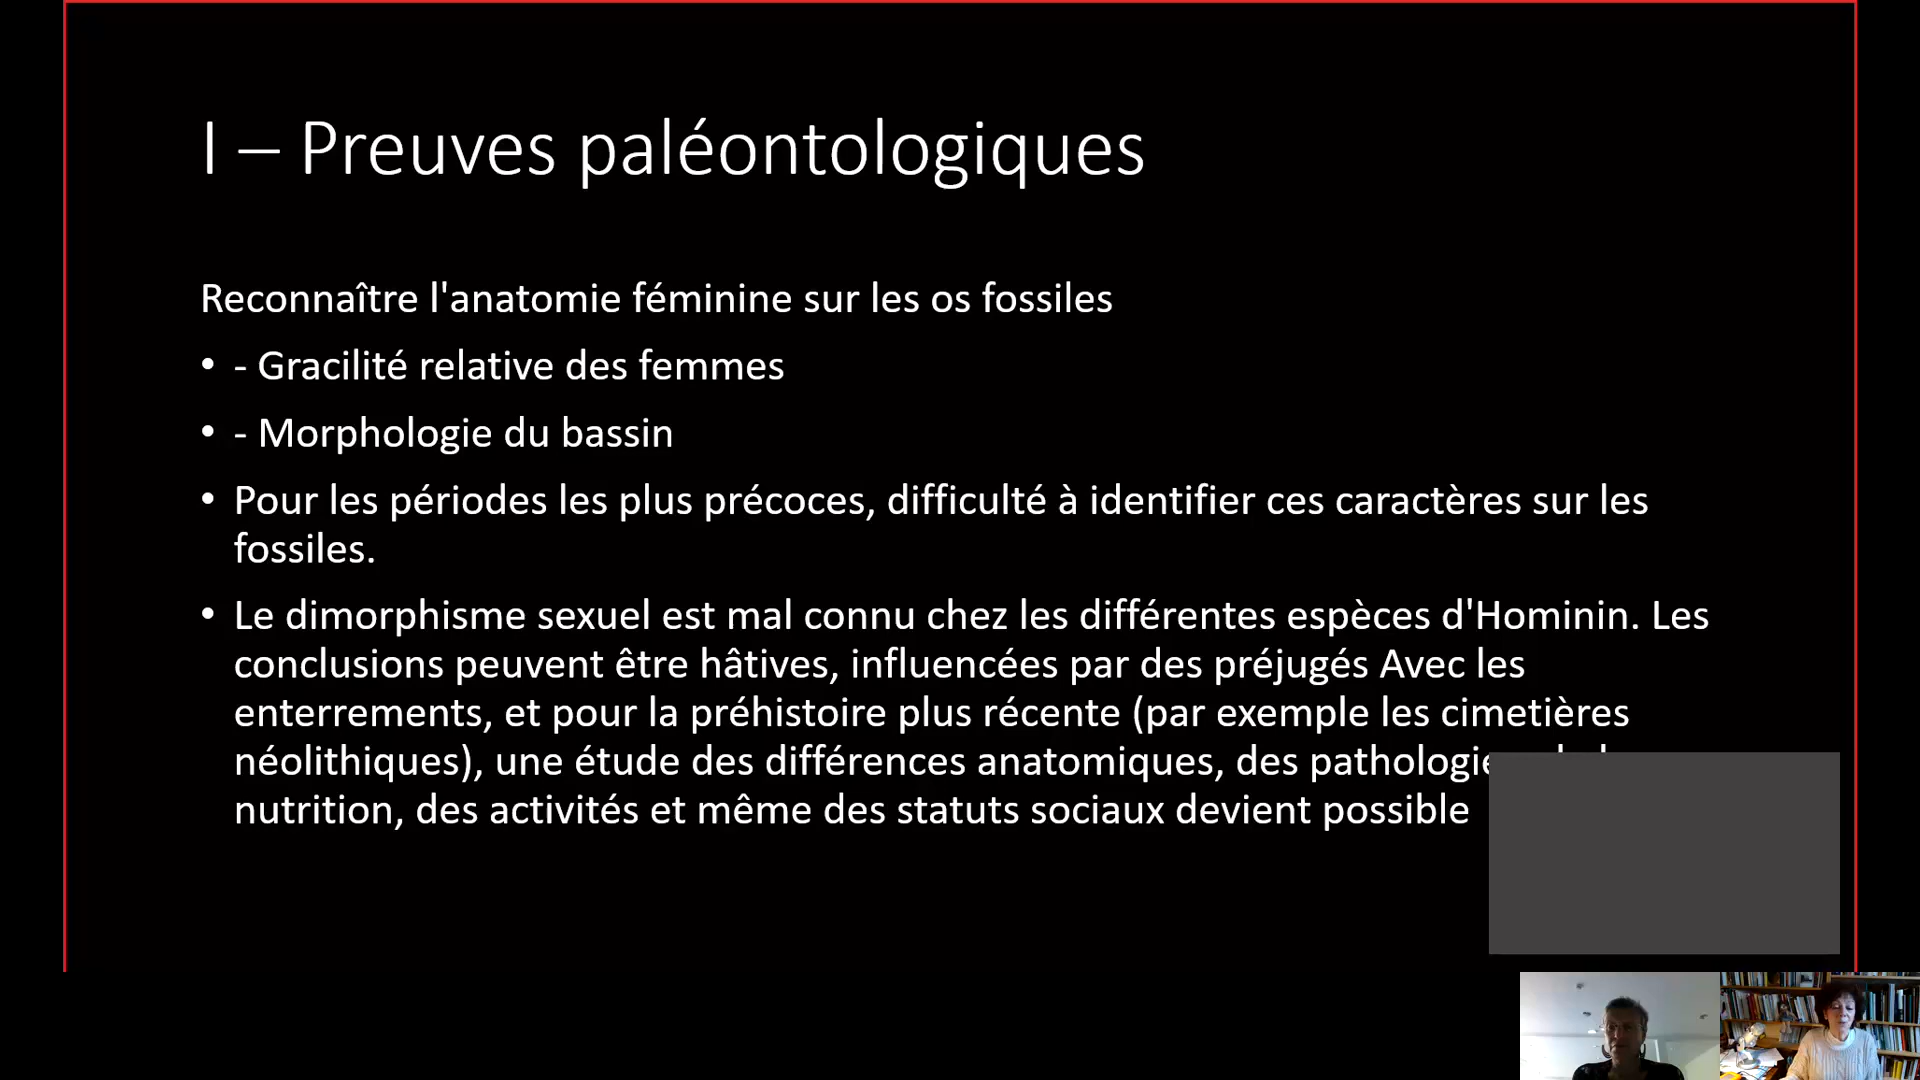 I – Preuves paléontologiques
Reconnaître l'anatomie féminine sur les os fossiles
• - Gracilité relative des femmes
• - Morphologie du bassin
• Pour les périodes les plus précoces, difficulté à identifier ces caractères sur les
fossiles.
• Le dimorphisme sexuel est mal connu chez les différentes espèces d'Hominin. Les
conclusions peuvent être hâtives, influencées par des préjugés Avec les
enterrements, et pour la préhistoire plus récente (par exemple les cimetières
néolithiques), une étude des différences anatomiques, des
nutrition, des activités et même des statuts sociaux devient possible